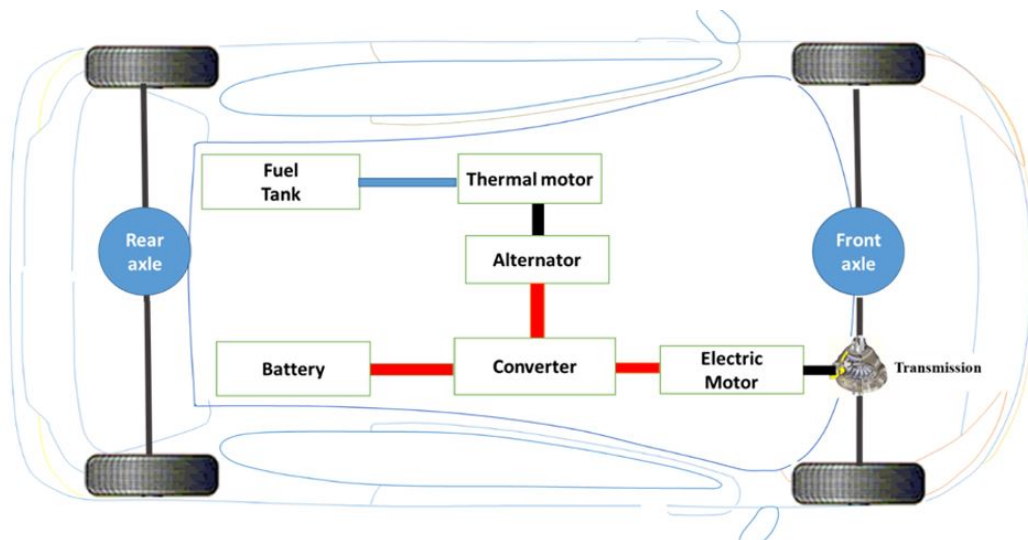 Fuel
Tank
Thermal motor
Rear
axle
Front
axle
Alternator
Battery
Converter
Electric
Motor
Transmission